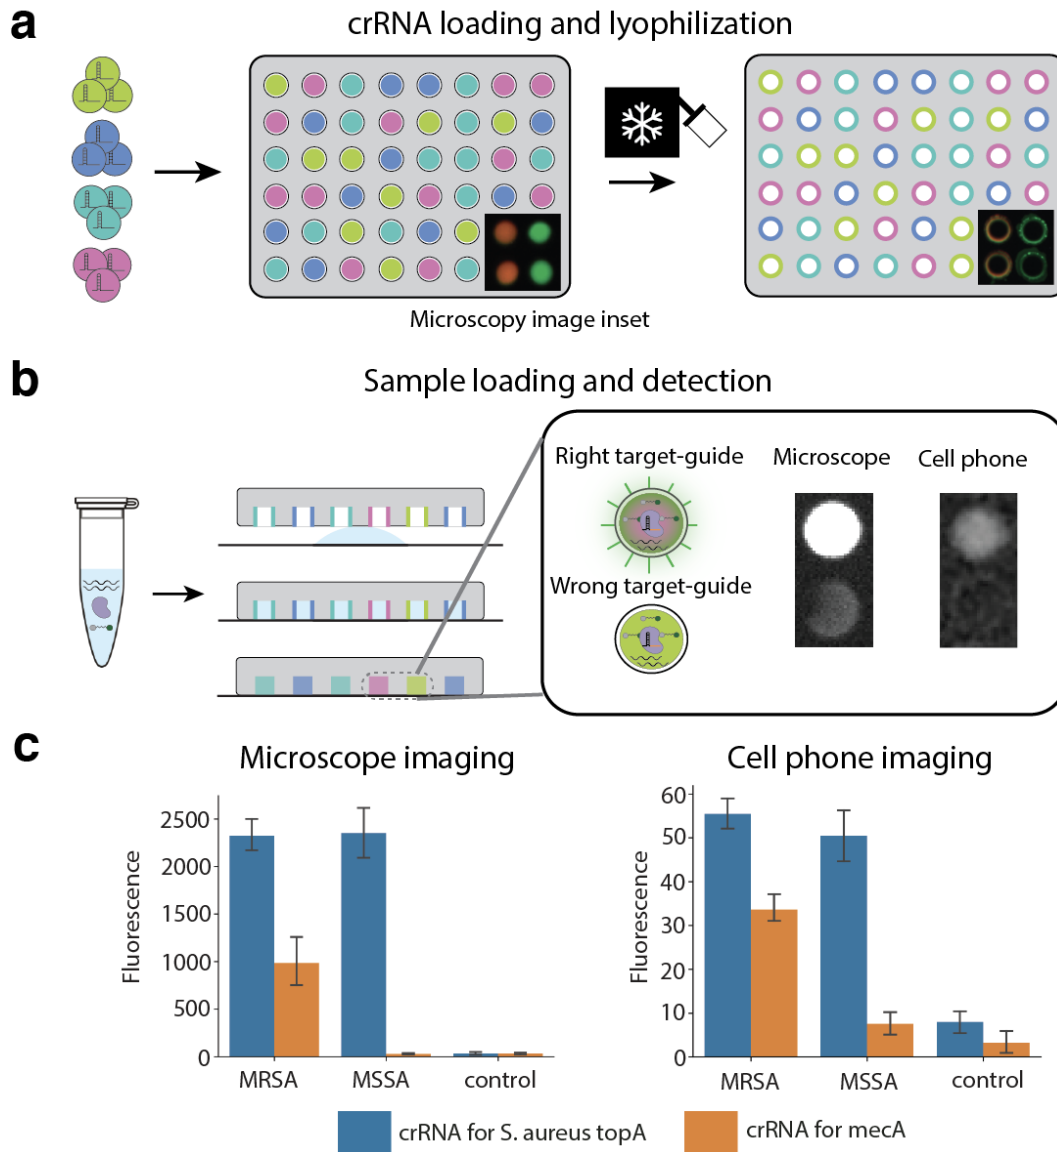 a
crRNA loading and lyophilization
Microscopy image inset
b
Sample loading and detection
Right target-guide
Microscope
Cell phone
Wrong target-guide
c
Microscope imaging
Fluorescence
2500
2000
1500
1000
500
0
MRSA
MSSA
control
Cell phone imaging
Fluorescence
60
50
40
30
20
10
0
MRSA
MSSA
control
crRNA for S. aureus topA
crRNA for mecA